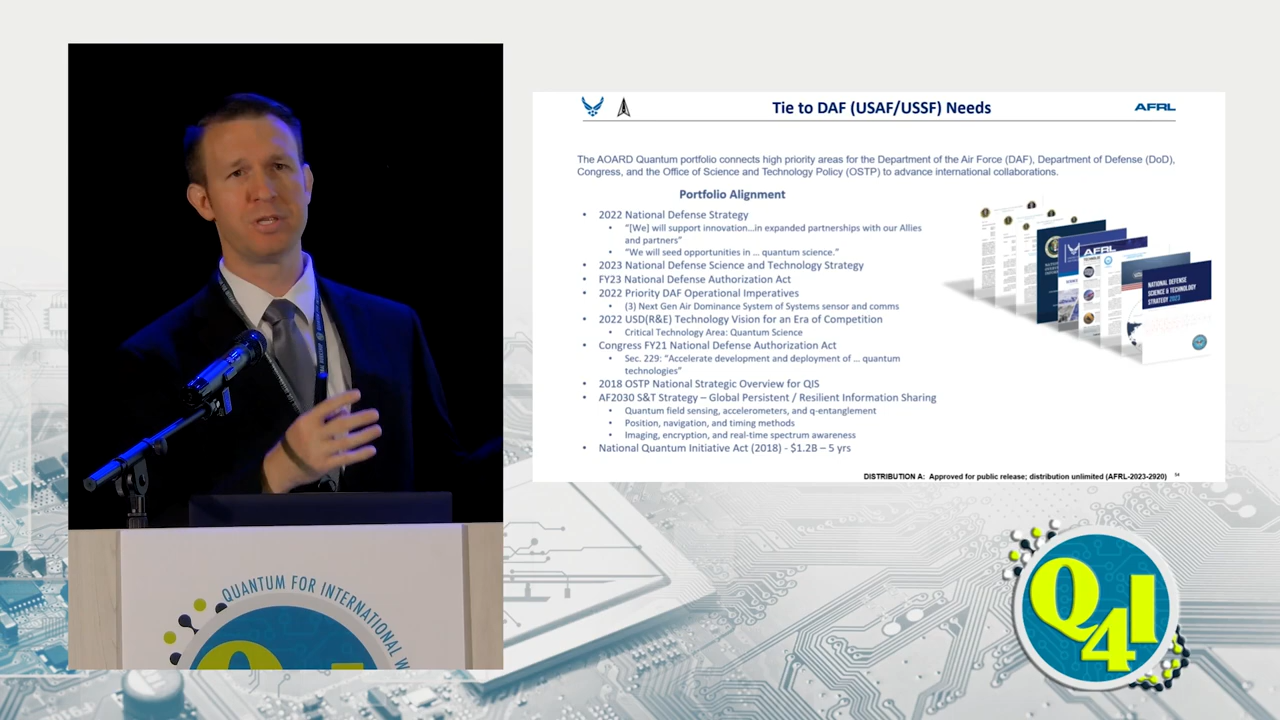 Tie to DAF (USAF/USSF) Needs
AFRL
The AOARD Quantum portfolio connects high priority areas for the Department of the Air Force (DAF), Department of Defense (DoD),
Congress, and the Office of Science and Technology Policy (OSTP) to advance international collaborations.
Portfolio Alignment
• 2022 National Defense Strategy
• "[We] will support innovation...in expanded partnerships with our Allies
and partners"
• "We will seed opportunities in ... quantum science."
• 2023 National Defense Science and Technology Strategy
• FY23 National Defense Authorization Act
• 2022 Priority DAF Operational Imperatives
• (3) Next Gen Air Dominance System of Systems sensor and comms
• 2022 USD(R&E) Technology Vision for an Era of Competition
• Critical Technology Area: Quantum Science
• Congress FY21 National Defense Authorization Act
• Sec. 229: "Accelerate development and deployment of ... quantum
technologies"
• 2018 OSTP National Strategic Overview for QIS
• AF2030 S&T Strategy – Global Persistent / Resilient Information Sharing
• Quantum field sensing, accelerometers, and q-entanglement
• Position, navigation, and timing methods
• Imaging, encryption, and real-time spectrum awareness
• National Quantum Initiative Act (2018) - $1.2B – 5 yrs
AFRL
NATIONAL DEFENSE
SCIENCE & TECHNOLOGY
STRATEGY 2023
DISTRIBUTION A: Approved for public release; distribution unlimited (AFRL-2023-2920)
QUANTUM FOR INTERNATIONAL W
Q4I
Q4I